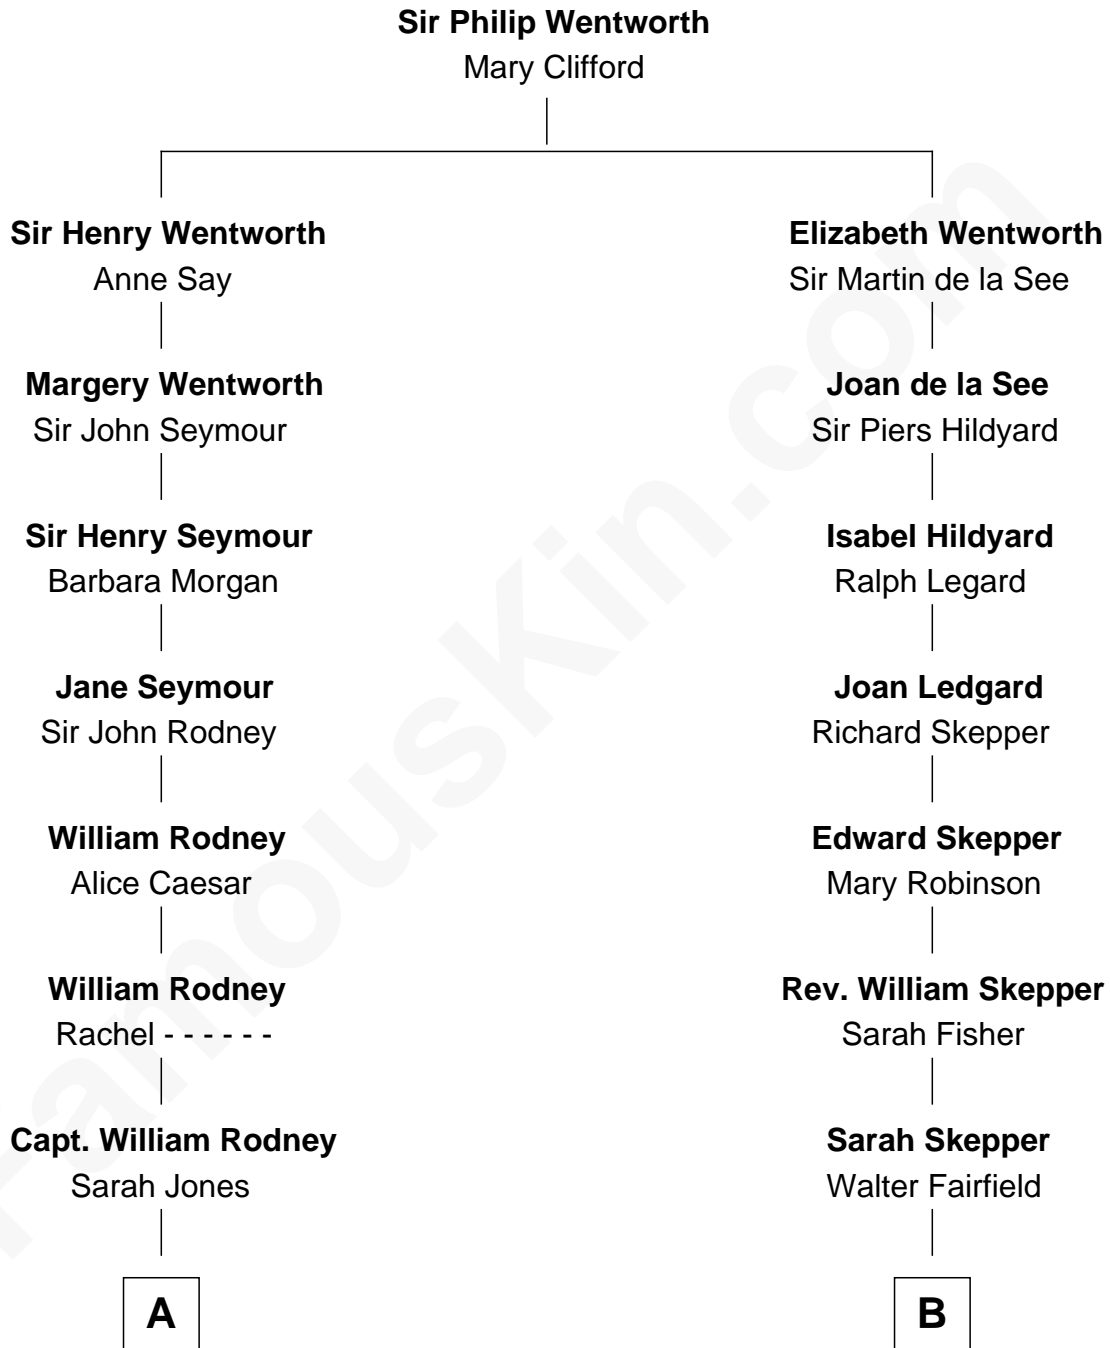 Sir Philip Wentworth
Mary Clifford
Sir Henry Wentworth
Anne Say
Margery Wentworth
Sir John Seymour
Sir Henry Seymour
Barbara Morgan
Jane Seymour
Sir John Rodney
William Rodney
Alice Caesar
William Rodney
Rachel - - - - - -
Capt. William Rodney
Sarah Jones
A
Elizabeth Wentworth
Sir Martin de la See
Joan de la See
Sir Piers Hildyard
Isabel Hildyard
Ralph Legard
Joan Ledgard
Richard Skepper
Edward Skepper
Mary Robinson
Rev. William Skepper
Sarah Fisher
Sarah Skepper
Walter Fairfield
B
FamousKin.com